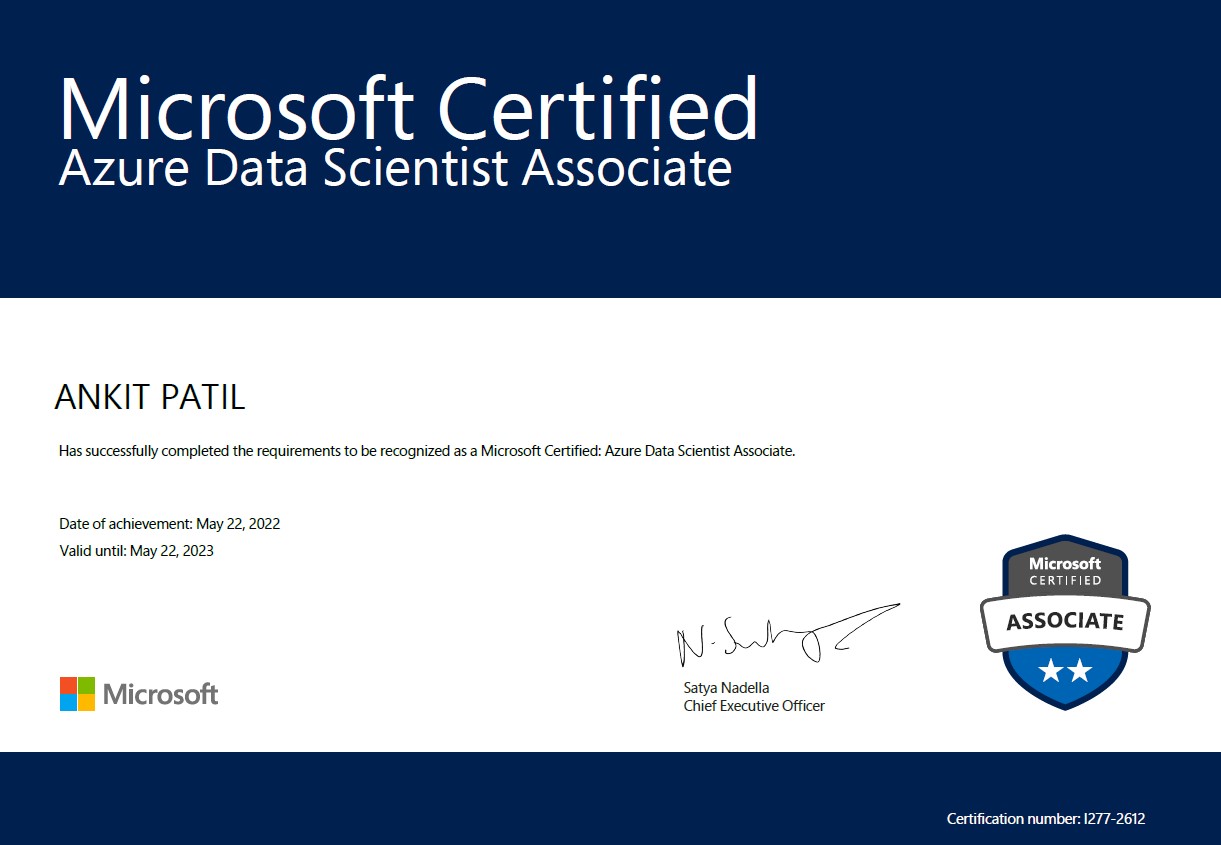 Microsoft Certified
Azure Data Scientist Associate
ANKIT PATIL
Has successfully completed the requirements to be recognized as a Microsoft Certified: Azure Data Scientist Associate.
Date of achievement: May 22, 2022
Valid until: May 22, 2023
Microsoft
CERTIFIED
ASSOCIATE
Satya Nadella
Chief Executive Officer
Microsoft
Certification number: I277-2612